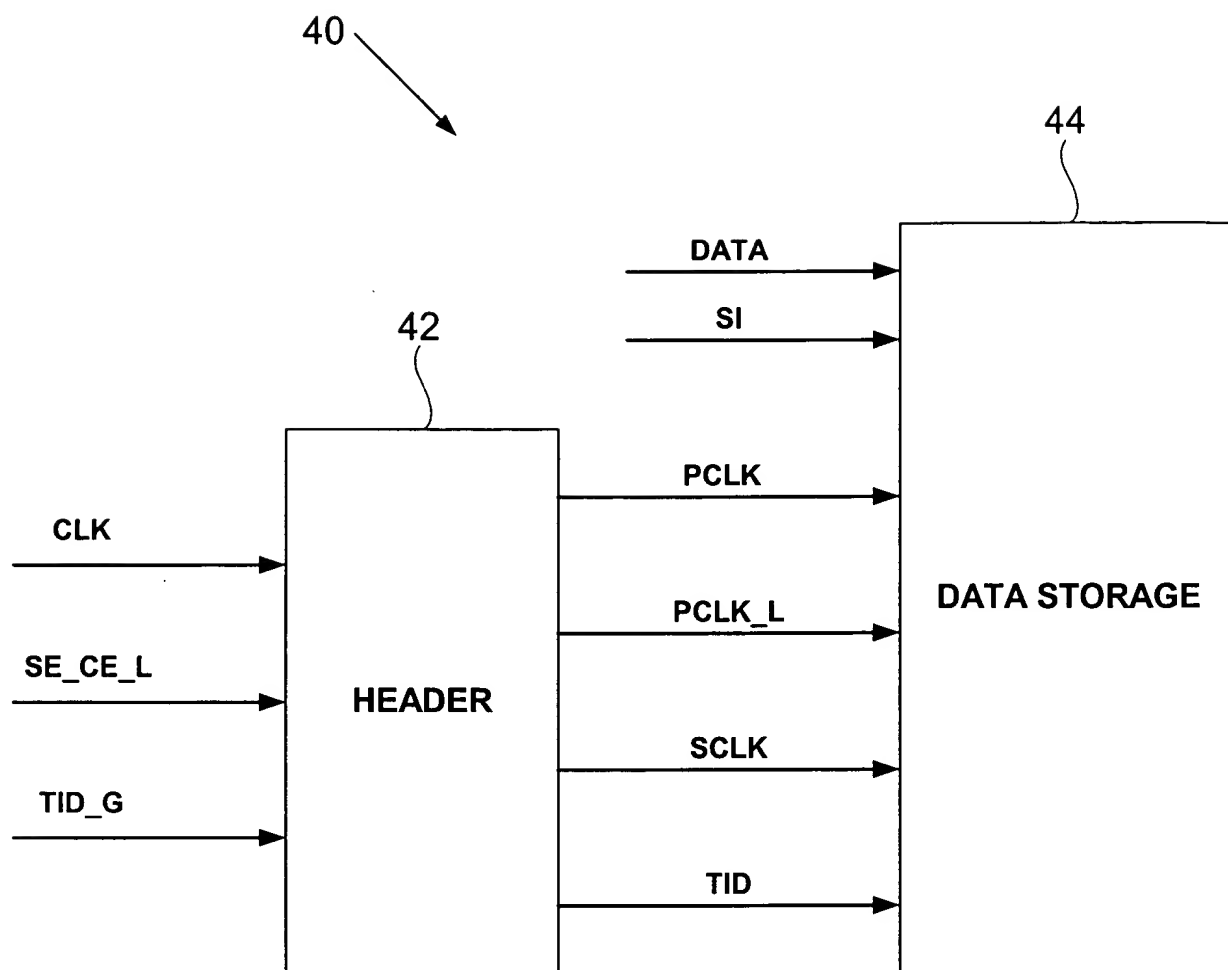 40
44
DATA
SI
42
PCLK
CLK
DATA STORAGE
PCLK_L
SE_CE_L
HEADER
SCLK
TID_G
TID